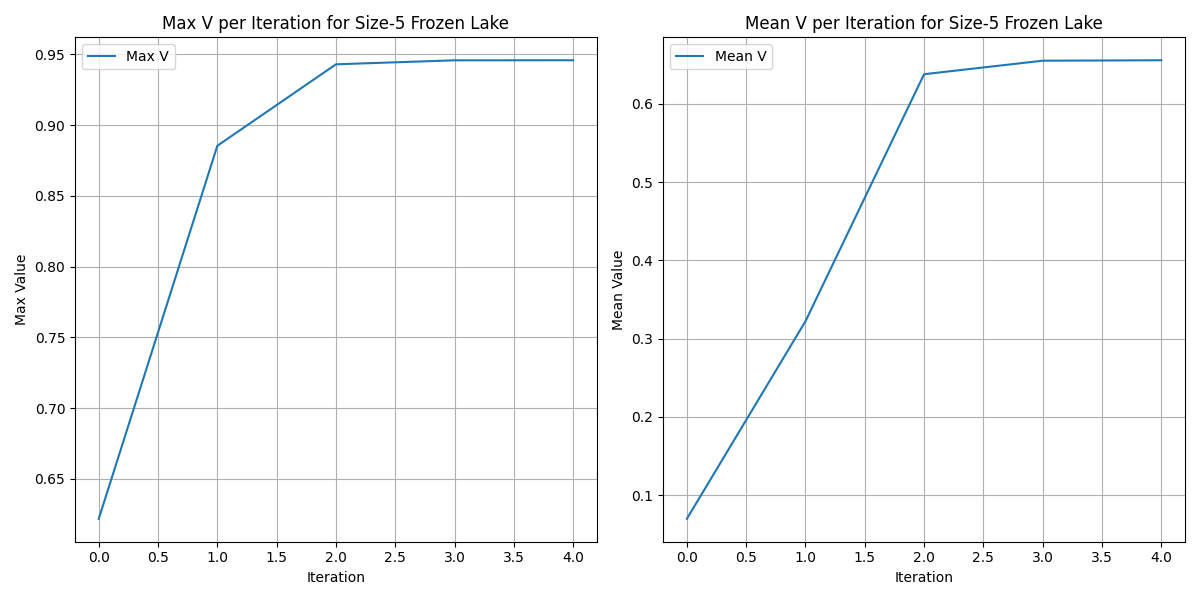 Max V per Iteration for Size-5 Frozen Lake
Max V
0.95
0.90
0.85
0.80
0.75
0.70
0.65
Max Value
0.0 0.5 1.0 1.5 2.0 2.5 3.0 3.5 4.0
Iteration
Mean V per Iteration for Size-5 Frozen Lake
Mean V
0.6
0.5
0.4
0.3
0.2
0.1
Mean Value
0.0 0.5 1.0 1.5 2.0 2.5 3.0 3.5 4.0
Iteration